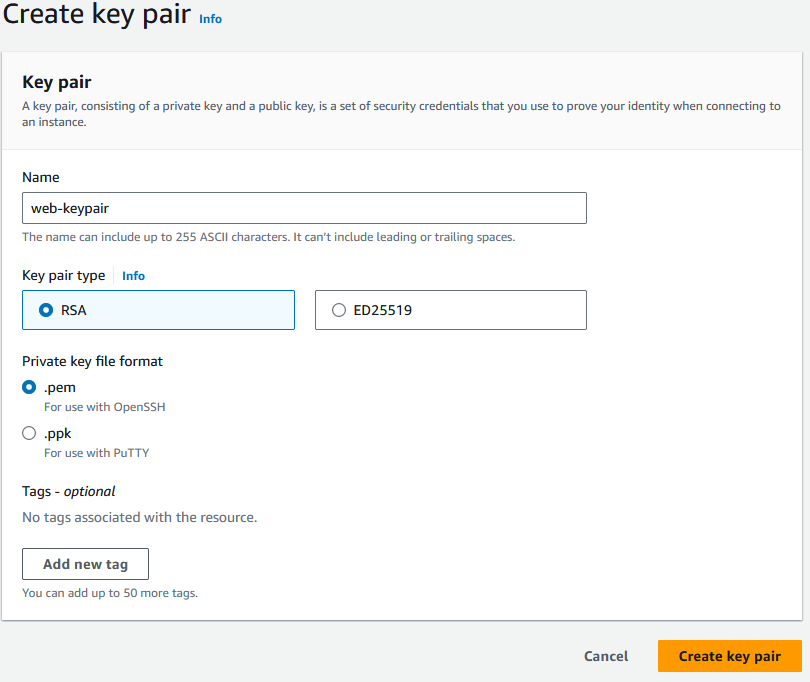 Create key pair Info
Key pair
A key pair, consisting of a private key and a public key, is a set of security credentials that you use to prove your identity when connecting to
an instance.
Name
web-keypair
The name can include up to 255 ASCII characters. It can't include leading or trailing spaces.
Key pair type Info
RSA ED25519
Private key file format
.pem
For use with OpenSSH
.ppk
For use with PuTTY
Tags - optional
No tags associated with the resource.
Add new tag
You can add up to 50 more tags.
Cancel Create key pair